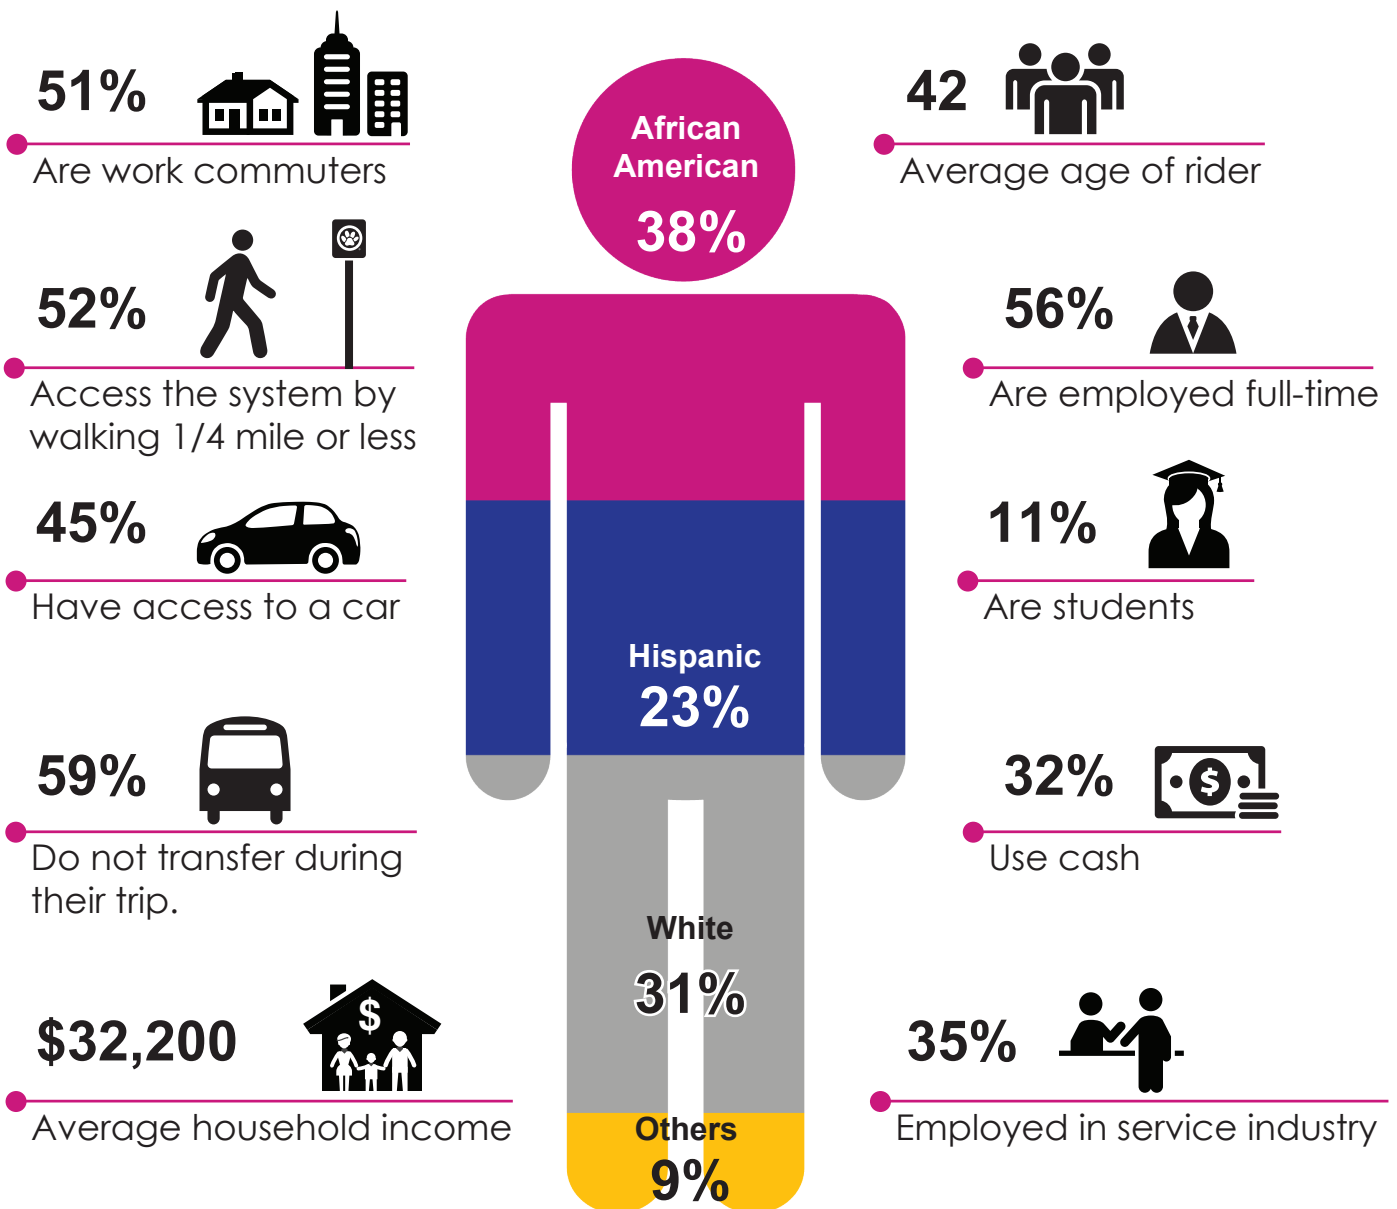 51%
Are work commuters
52%
Access the system by
walking 1/4 mile or less
45%
Have access to a car
59%
Do not transfer during
their trip.
$
$32,200
Average household income
African
American
38%
Hispanic
23%
White
31%
Others
9%
42
Average age of rider
56%
Are employed full-time
11%
Are students
32%
$
Use cash
35%
Employed in service industry